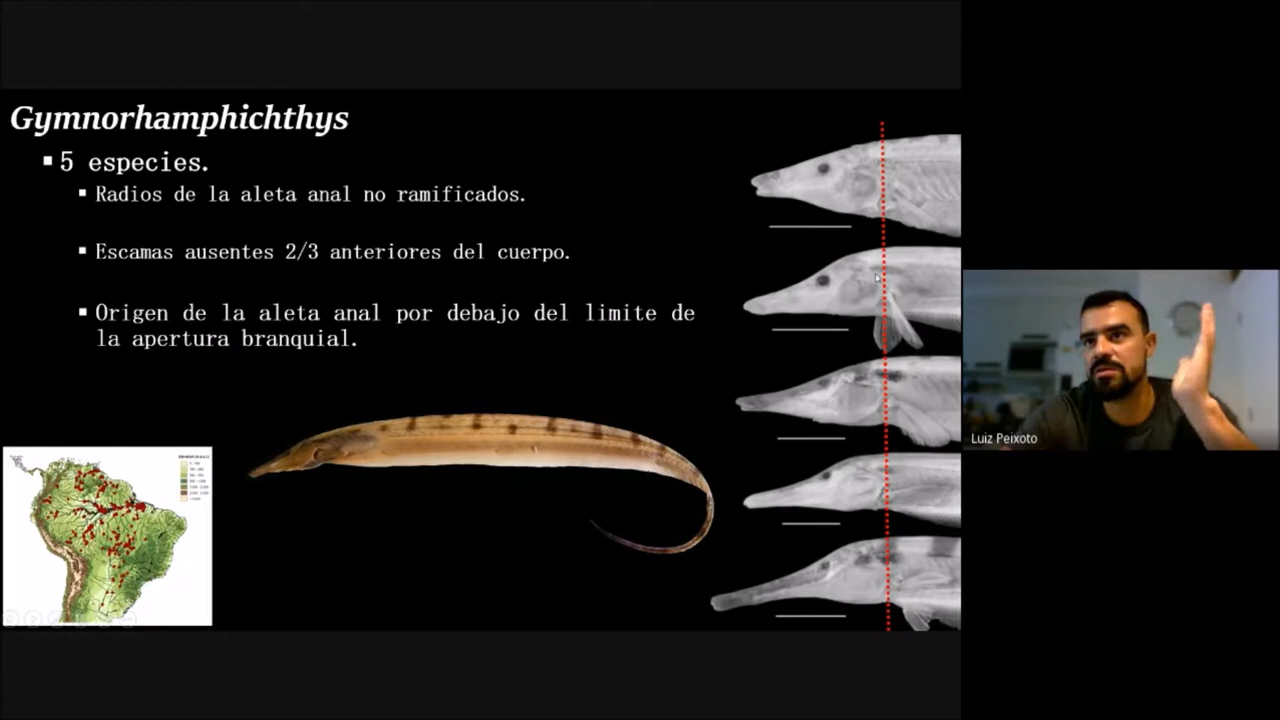 Gymnorhamphichthys
▪ 5 especies.
▪ Radios de la aleta anal no ramificados.
▪ Escamas ausentes 2/3 anteriores del cuerpo.
▪ Origen de la aleta anal por debajo del limite de
la apertura branquial.
Luiz Peixoto